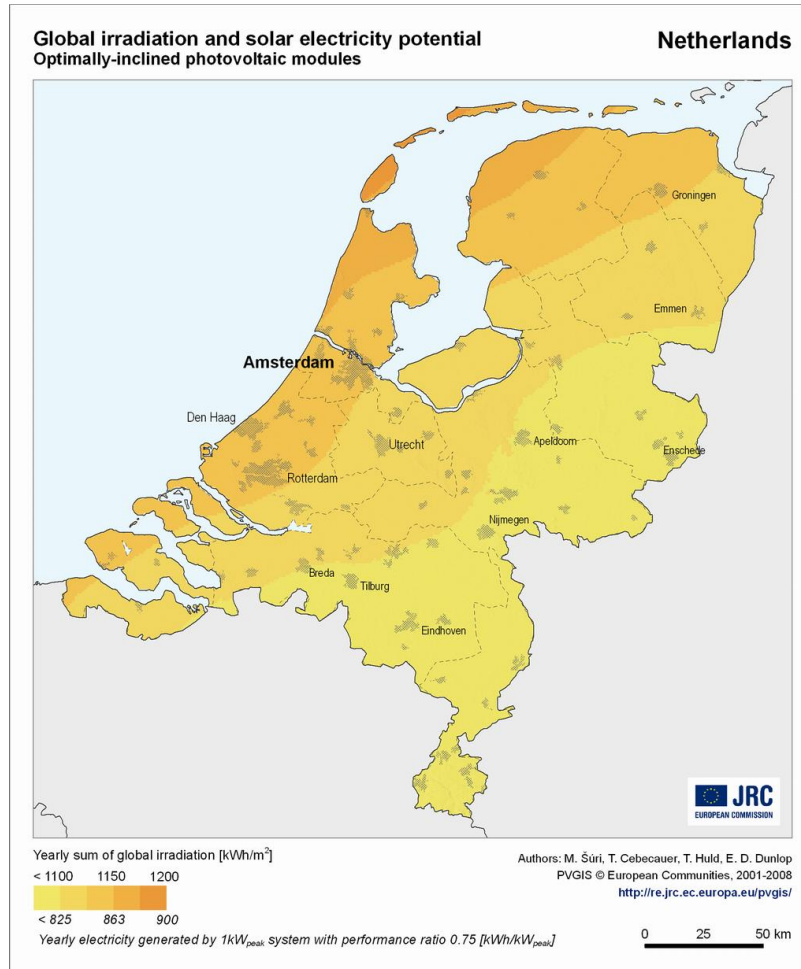 Global irradiation and solar electricity potential
Optimally-inclined photovoltaic modules
Netherlands
Groningen
Emmen
Amsterdam
Den Haag
Utrecht
Apeldoorn
Enschede
Rotterdam
Nijmegen
Breda
Tilburg
Eindhoven
JRC
EUROPEAN COMMISSION
Yearly sum of global irradiation [kWh/m²]
< 1100 1150 1200
< 825 863 900
Yearly electricity generated by 1kWpeak system with performance ratio 0.75 [kWh/kWpeak]
Authors: M. Šúri, T. Cebecauer, T. Huld, E. D. Dunlop
PVGIS © European Communities, 2001-2008
http://re.jrc.ec.europa.eu/pvgis/
0 25 50 km